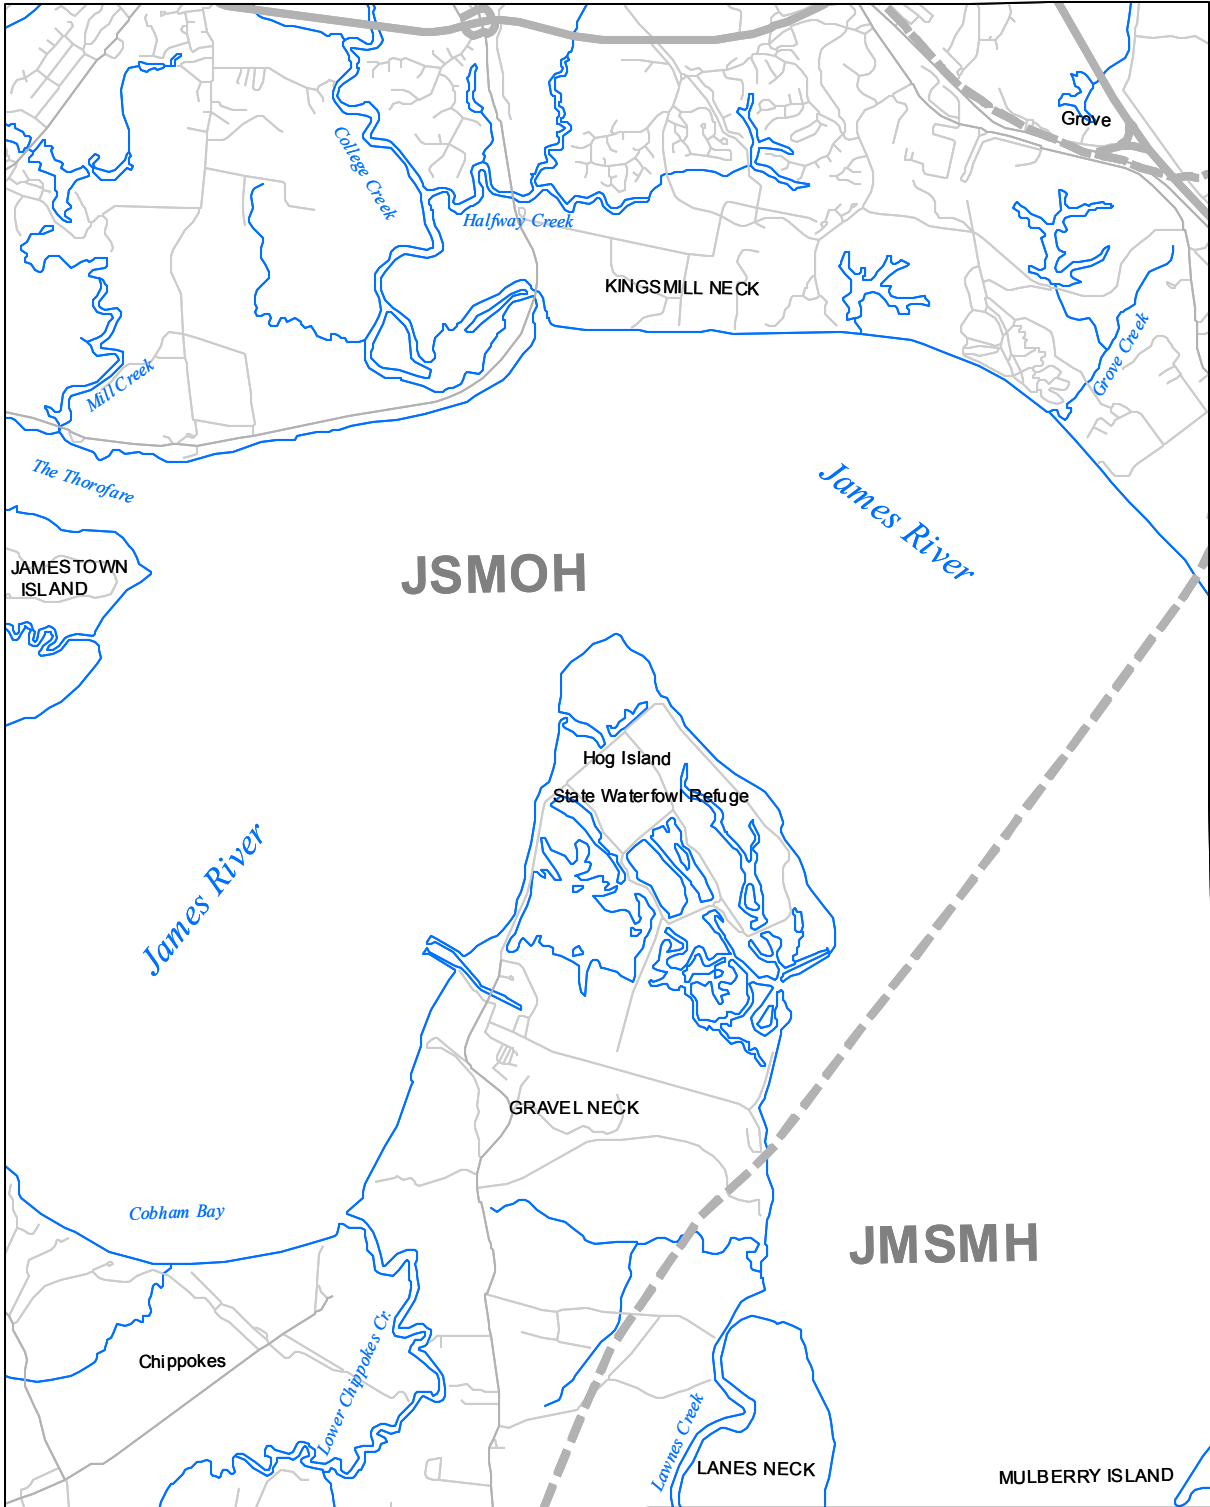 Grove
College Creek
Halfway Creek
KINGSMILL NECK
Mill Creek
Grove Creek
The Thorofare
James River
JAMESTOWN
ISLAND
JSMOH
Hog Island
State Waterfowl Refuge
James River
GRAVEL NECK
Cobham Bay
JMSMH
Chippokes
Lower Chippokes Cr.
Lawnes Creek
LANES NECK
MULBERRY ISLAND